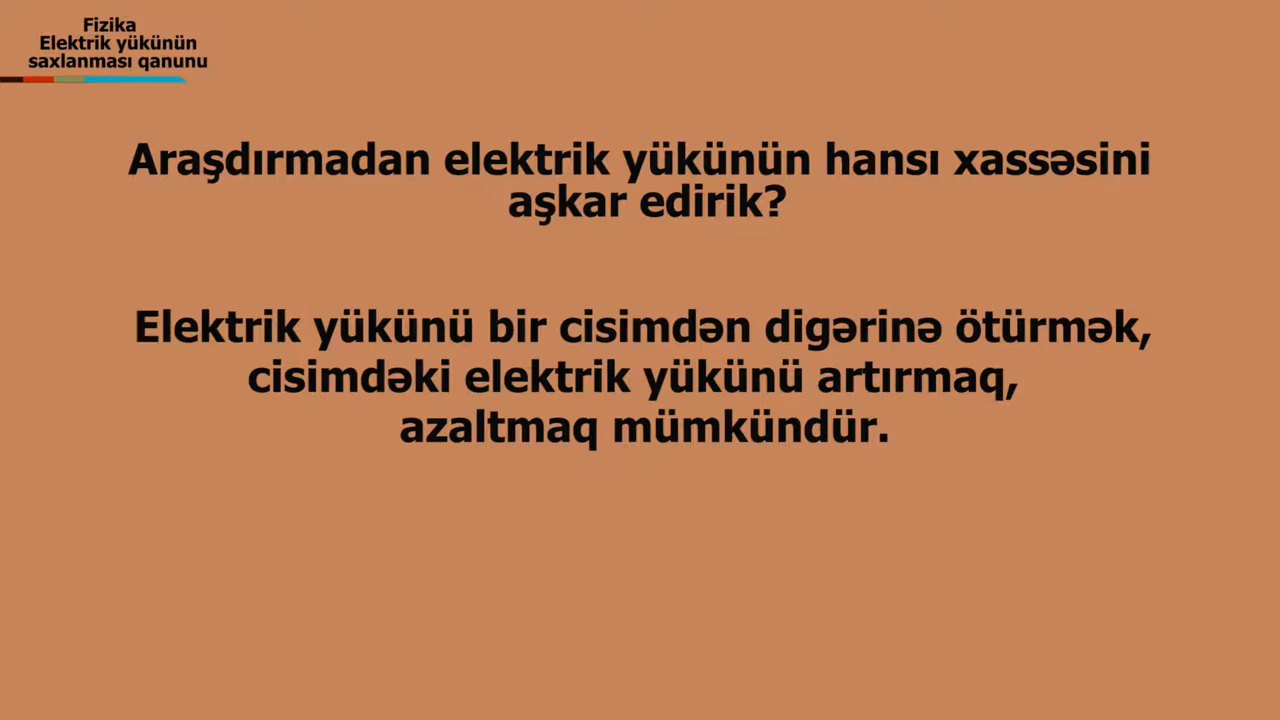 Fizika
Elektrik yükünün
saxlanması qanunu
Araşdırmadan elektrik yükünün hansı xassəsini
aşkar edirik?
Elektrik yükünü bir cisimdən digərinə ötürmək,
cisimdəki elektrik yükünü artırmaq,
azaltmaq mümkündür.